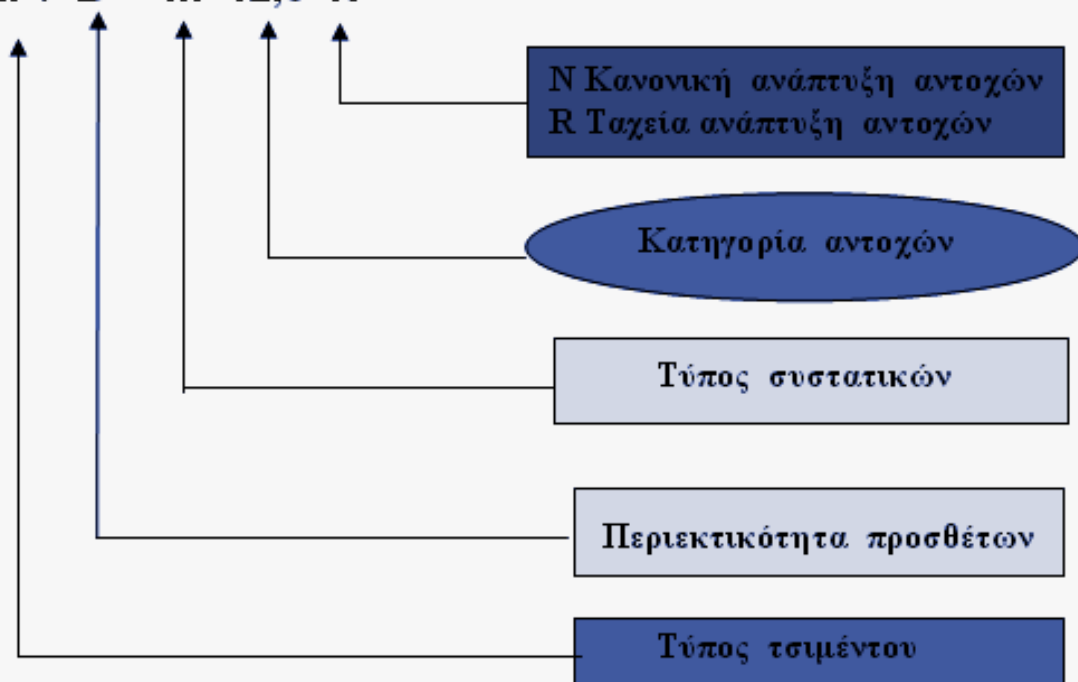 N Κανονική ανάπτυξη αντοχών
R Ταχεία ανάπτυξη αντοχών
Κατηγορία αντοχών
Τύπος συστατικών
Περιεκτικότητα προσθέτων
Τύπος τσιμέντου